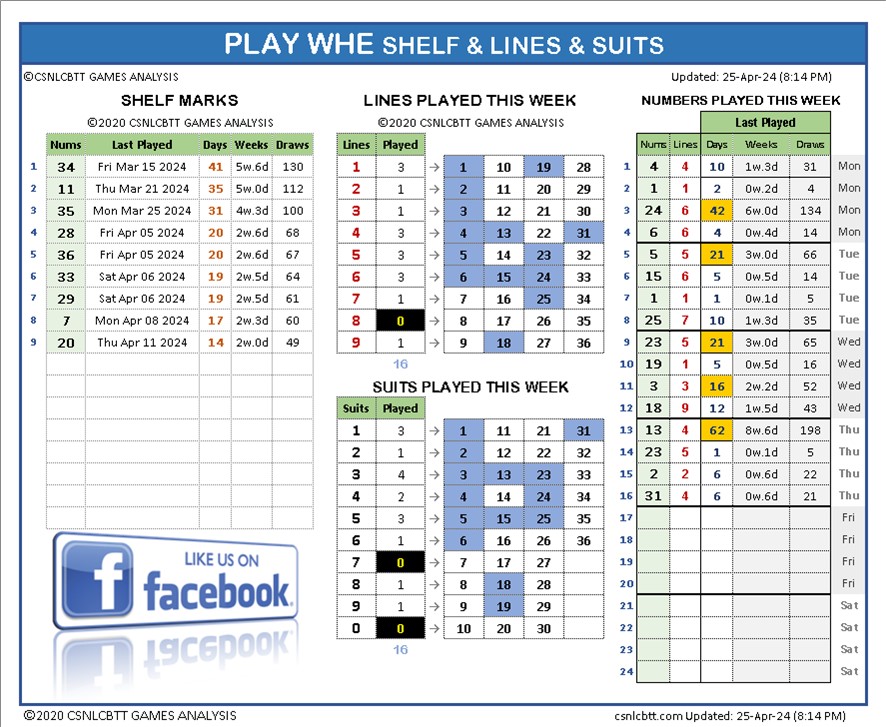 PLAY WHE SHELF & LINES & SUITS
©CSNLCBTT GAMES ANALYSIS
Updated: 25-Apr-24 (8:14 PM)
SHELF MARKS
©2020 CSNLCBTT GAMES ANALYSIS
Nums Last Played Days Weeks Draws
1 34 Fri Mar 15 2024 41 5w.6d 130
2 11 Thu Mar 21 2024 35 5w.0d 112
3 35 Mon Mar 25 2024 31 4w.3d 100
4 28 Fri Apr 05 2024 20 2w.6d 68
5 36 Fri Apr 05 2024 20 2w.6d 67
6 33 Sat Apr 06 2024 19 2w.5d 64
7 29 Sat Apr 06 2024 19 2w.5d 61
8 7 Mon Apr 08 2024 17 2w.3d 60
9 20 Thu Apr 11 2024 14 2w.0d 49
LIKE US ON
facebook
LINES PLAYED THIS WEEK
©2020 CSNLCBTT GAMES ANALYSIS
Lines Played
1 3 → 1 10 19 28
2 1 → 2 11 20 29
3 1 → 3 12 21 30
4 3 → 4 13 22 31
5 3 → 5 14 23 32
6 3 → 6 15 24 33
7 1 → 7 16 25 34
8 0 → 8 17 26 35
9 1 → 9 18 27 36
16
SUITS PLAYED THIS WEEK
Suits Played
1 3 → 1 11 21 31
2 1 → 2 12 22 32
3 4 → 3 13 23 33
4 2 → 4 14 24 34
5 3 → 5 15 25 35
6 1 → 6 16 26 36
7 0 → 7 17 27
8 1 → 8 18 28
9 1 → 9 19 29
0 0 → 10 20 30
16
NUMBERS PLAYED THIS WEEK
Last Played
Nums Lines Days Weeks Draws
1 4 4 10 1w.3d 31 Mon
2 1 1 2 0w.2d 4 Mon
3 24 6 42 6w.0d 134 Mon
4 6 6 4 0w.4d 14 Mon
5 5 5 21 3w.0d 66 Tue
6 15 6 5 0w.5d 14 Tue
7 1 1 1 0w.1d 5 Tue
8 25 7 10 1w.3d 35 Tue
9 23 5 21 3w.0d 65 Wed
10 19 1 5 0w.5d 16 Wed
11 3 3 16 2w.2d 52 Wed
12 18 9 12 1w.5d 43 Wed
13 13 4 62 8w.6d 198 Thu
14 23 5 1 0w.1d 5 Thu
15 2 2 6 0w.6d 22 Thu
16 31 4 6 0w.6d 21 Thu
17 Fri
18 Fri
19 Fri
20 Fri
21 Sat
22 Sat
23 Sat
24 Sat
©2020 CSNLCBTT GAMES ANALYSIS
csnlcbtt.com Updated: 25-Apr-24 (8:14 PM)